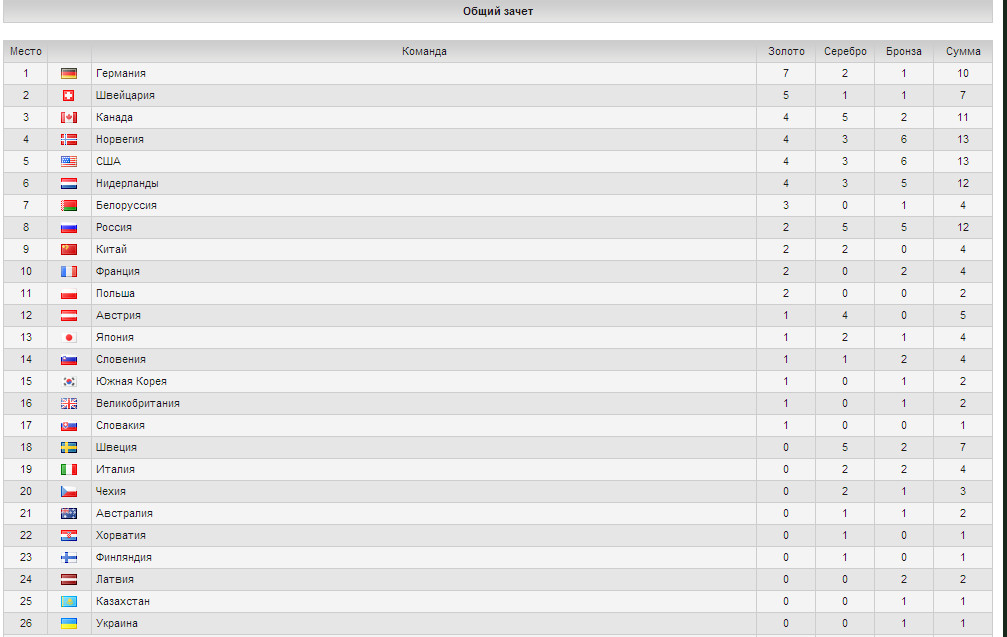 Общий зачет
Место Команда Золото Серебро Бронза Сумма
1 Германия 7 2 1 10
2 Швейцария 5 1 1 7
3 Канада 4 5 2 11
4 Норвегия 4 3 6 13
5 США 4 3 6 13
6 Нидерланды 4 3 5 12
7 Белоруссия 3 0 1 4
8 Россия 2 5 5 12
9 Китай 2 2 0 4
10 Франция 2 0 2 4
11 Польша 2 0 0 2
12 Австрия 1 4 0 5
13 Япония 1 2 1 4
14 Словения 1 1 2 4
15 Южная Корея 1 0 1 2
16 Великобритания 1 0 1 2
17 Словакия 1 0 0 1
18 Швеция 0 5 2 7
19 Италия 0 2 2 4
20 Чехия 0 2 1 3
21 Австралия 0 1 1 2
22 Хорватия 0 1 0 1
23 Финляндия 0 1 0 1
24 Латвия 0 0 2 2
25 Казахстан 0 0 1 1
26 Украина 0 0 1 1